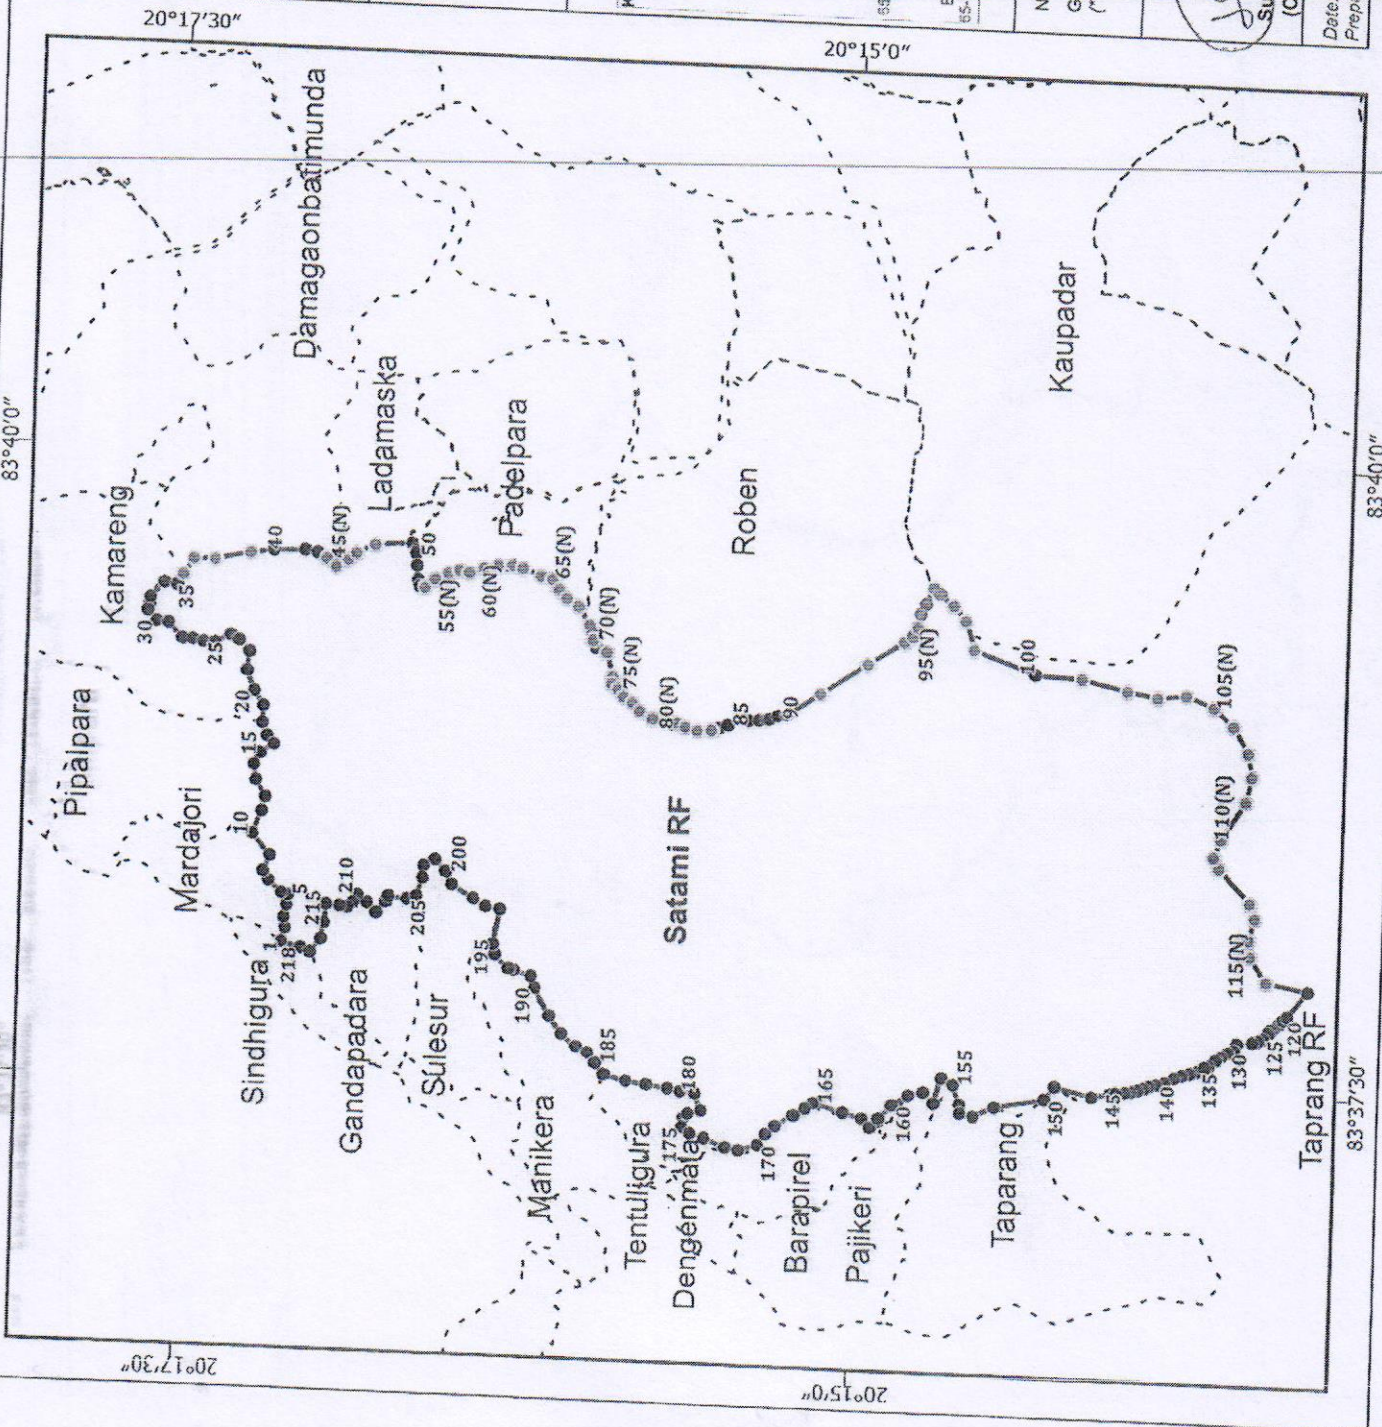 20°17'30"
20°15'0"
83°40'0"
Damagaonbatimunda
Kamareng
Ladamaska
Padelpara
Roben
Kaupadar
Pipalpara
Mardajori
Sindhigura
Gandapadara
Sulesur
Manikera
Tentuligura
Dengenmala
Barapirel
Pajikeri
Taparang
Taprang RF
Satami RF
1
5
10
15
20
25
30
35
40
45(N)
50
55(N)
60(N)
65(N)
70(N)
75(N)
80(N)
85
90
95(N)
100
105(N)
110(N)
115(N)
120
125
130
135
140
145
150
155
160
165
170
175
180
185
190
195
200
205
210
215
218
20°17'30"
20°15'0"
83°40'0"
83°37'30"
Date